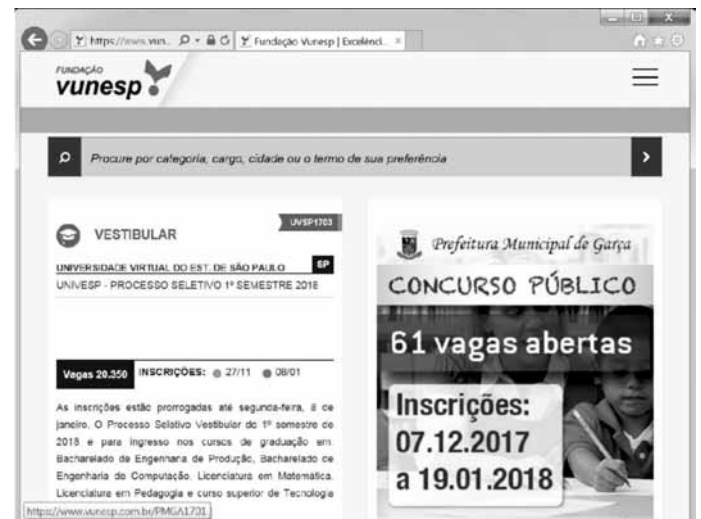 https://www.vun...
Fundação Vunesp | Excelênci...
FUNDAÇÃO
vunesp
Procure por categoria, cargo, cidade ou o termo de sua preferência
UVSP1703
VESTIBULAR
UNIVERSIDADE VIRTUAL DO EST. DE SÃO PAULO
SP
UNIVESP - PROCESSO SELETIVO 1º SEMESTRE 2018
Vagas 20.350 INSCRIÇÕES: 27/11 08/01
As inscrições estão prorrogadas até segunda-feira, 8 de
janeiro. O Processo Seletivo Vestibular do 1º semestre de
2018 e para ingresso nos cursos de graduação em
Bacharelado de Engenharia de Produção, Bacharelado de
Engenharia de Computação, Licenciatura em Matemática,
Licenciatura em Pedagogia e curso superior de Tecnologia
https://www.vunesp.com.br/PMGA1701
Prefeitura Municipal de Garça
CONCURSO PÚBLICO
61 vagas abertas
Inscrições:
07.12.2017
a 19.01.2018